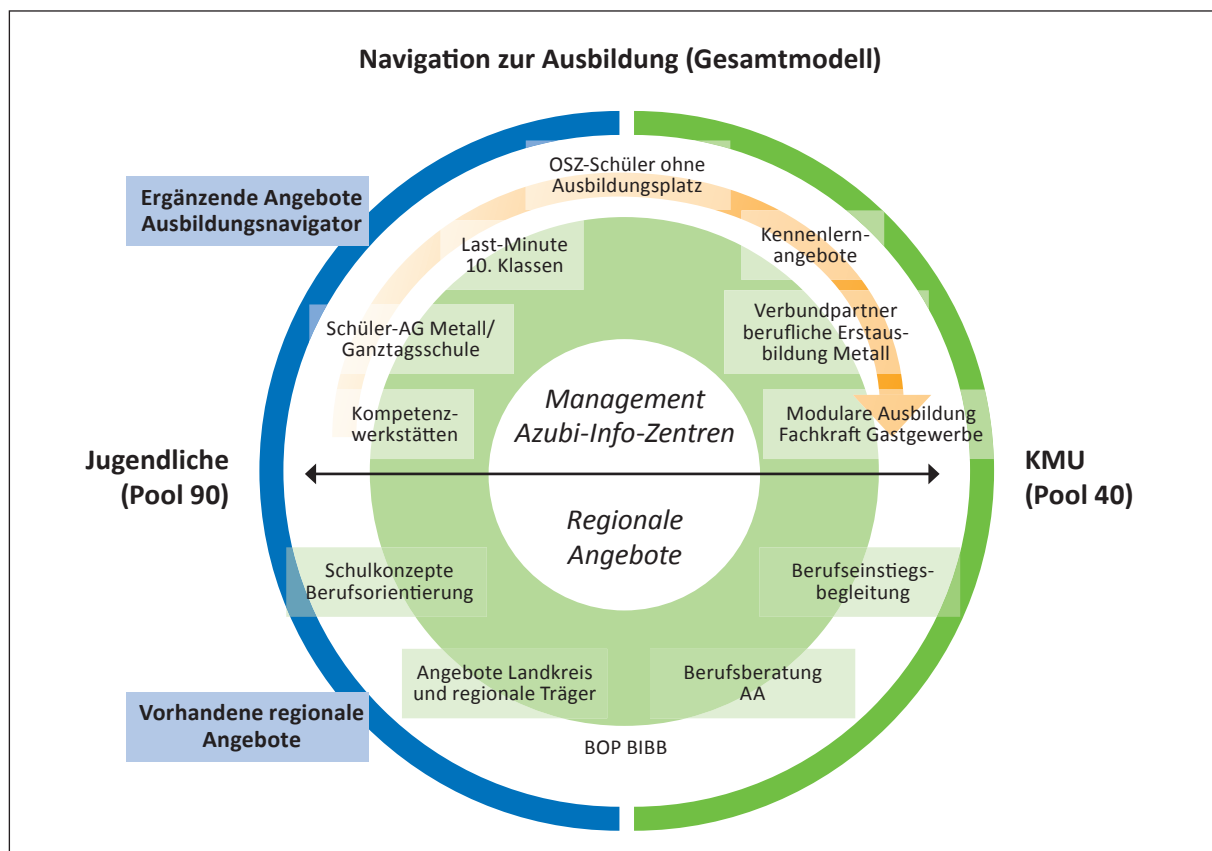 Navigation zur Ausbildung (Gesamtmodell)
OSZ-Schüler ohne
Ausbildungsplatz
Ergänzende Angebote
Ausbildungsnavigator
Last-Minute
10. Klassen
Kennenlern-
angebote
Schüler-AG Metall/
Ganztagsschule
Verbundpartner
berufliche Erstaus-
bildung Metall
Kompetenz-
werkstätten
Management
Azubi-Info-Zentren
Modulare Ausbildung
Fachkraft Gastgewerbe
Jugendliche
(Pool 90)
KMU
(Pool 40)
Regionale
Angebote
Schulkonzepte
Berufsorientierung
Berufseinstiegs-
begleitung
Angebote Landkreis
und regionale Träger
Berufsberatung
AA
Vorhandene regionale
Angebote
BOP BIBB